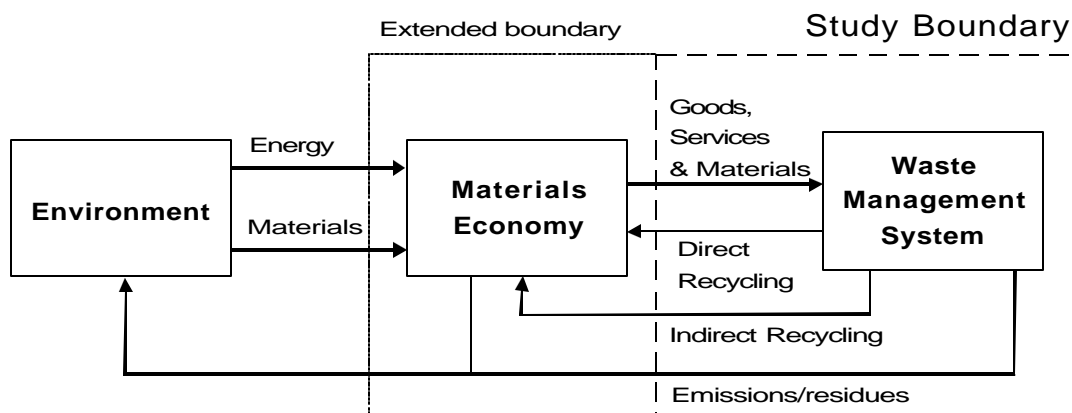 Extended boundary
Study Boundary
Energy
Goods,
Services
& Materials
Environment
Materials
Materials
Economy
Waste
Management
System
Direct
Recycling
Indirect Recycling
Emissions/residues